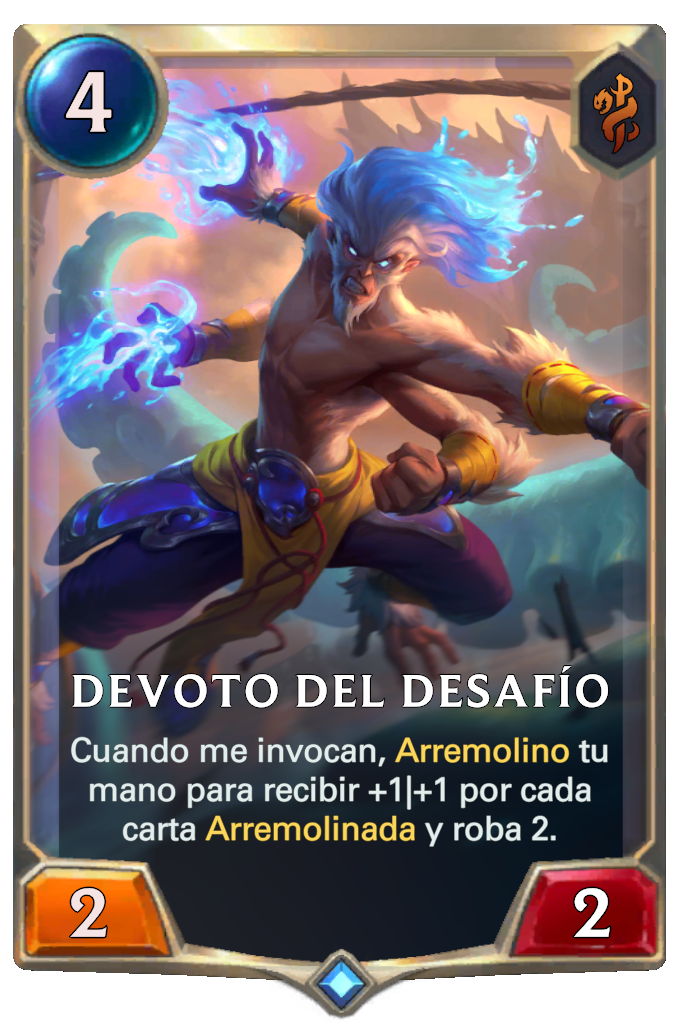 4
DEVOTO DEL DESAFÍO
Cuando me invocan, Arremolino tu
mano para recibir +1|+1 por cada
carta Arremolinada y roba 2.
2
2